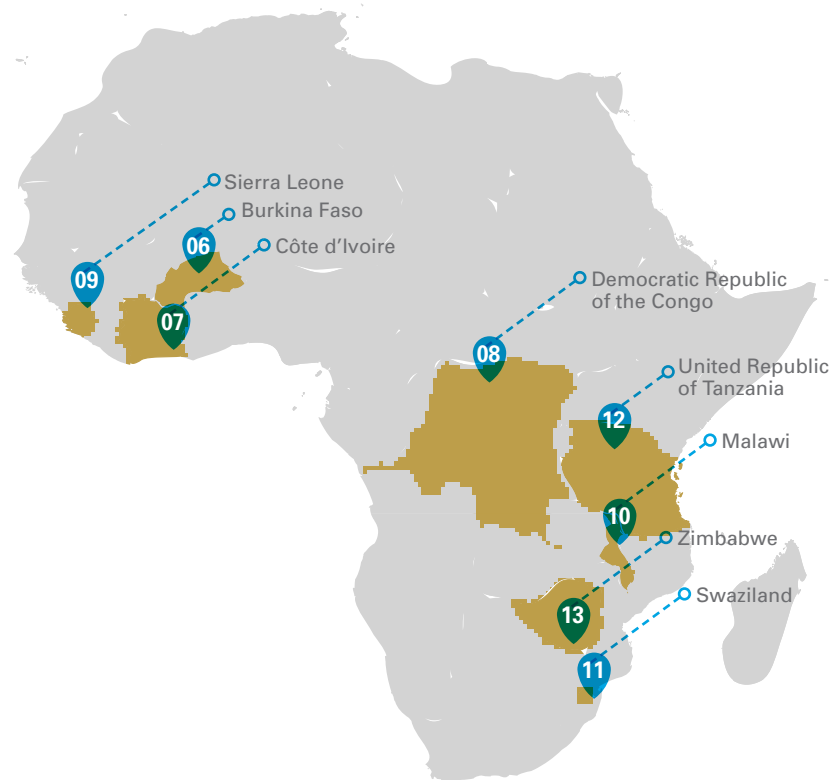 Sierra Leone
Burkina Faso
06
Côte d'Ivoire
09
Democratic Republic
of the Congo
07
08
United Republic
of Tanzania
12
Malawi
10
Zimbabwe
Swaziland
13
11